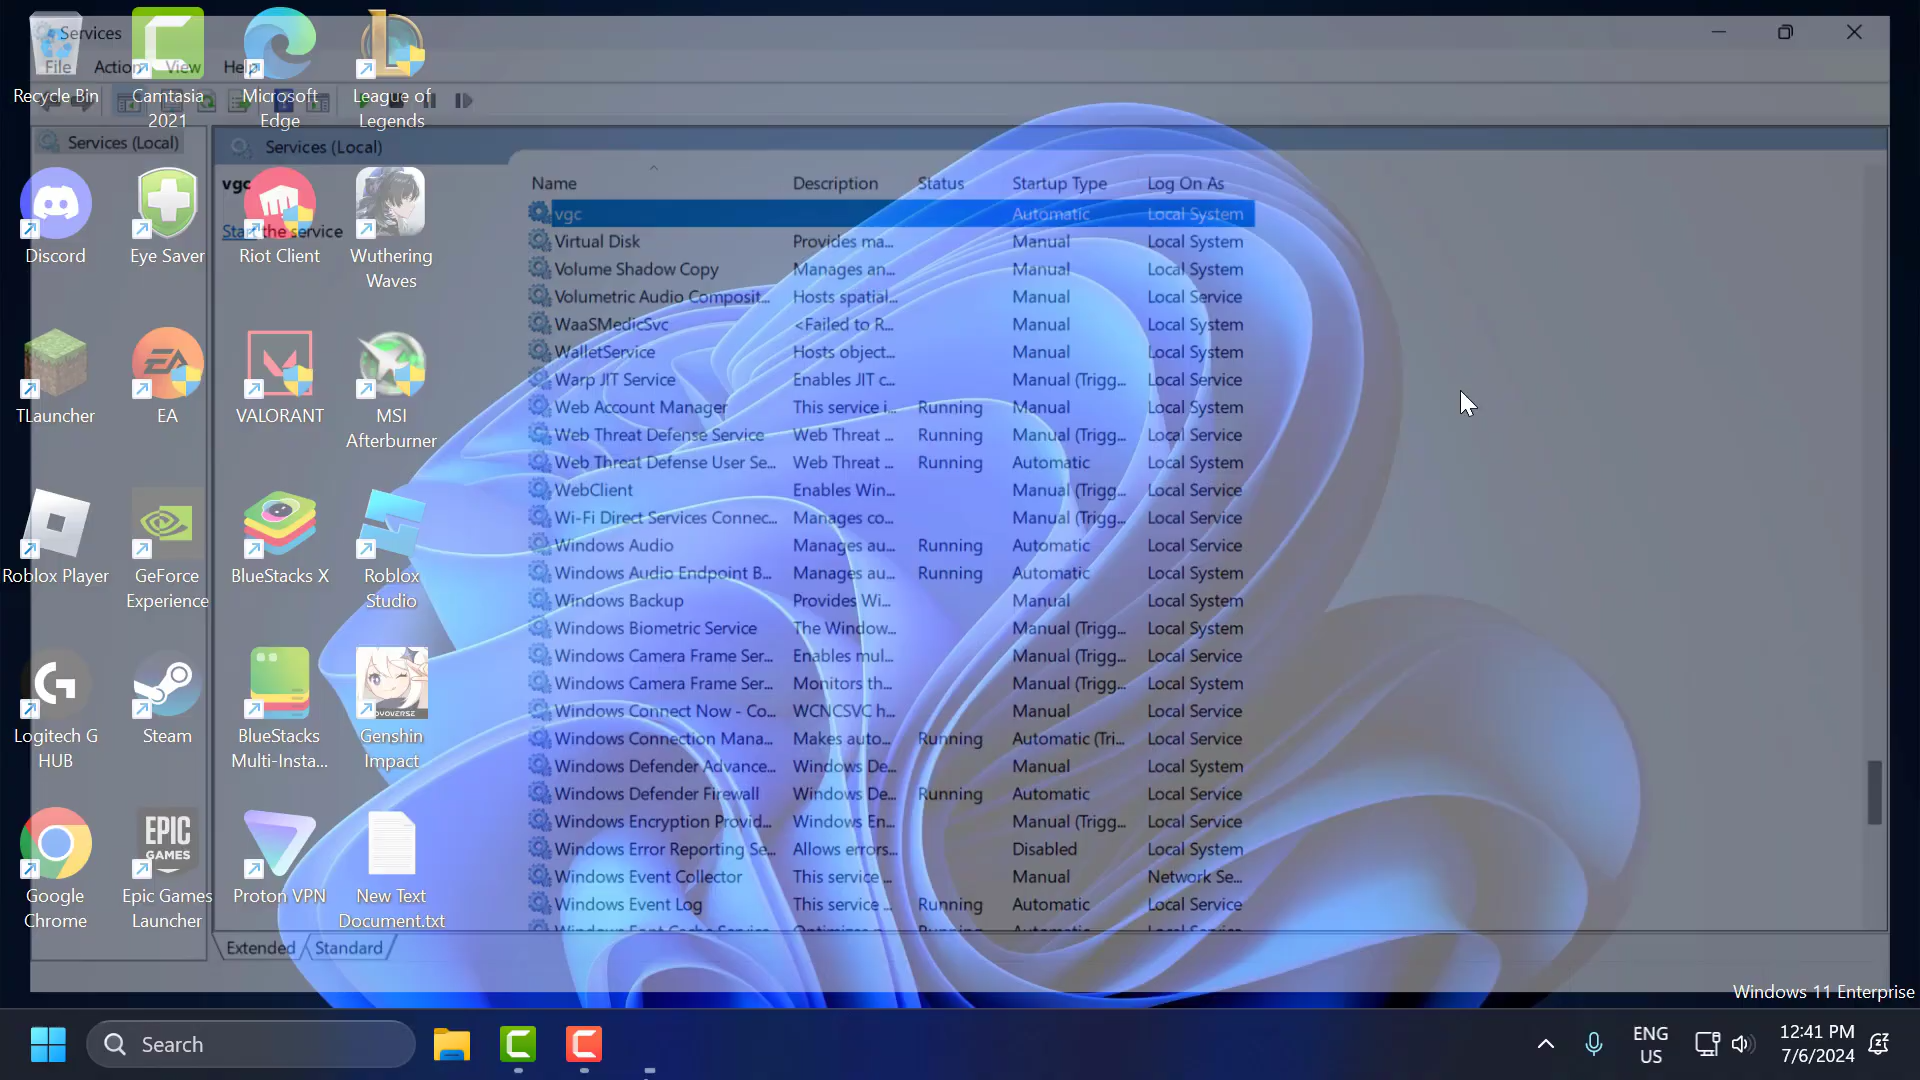 Services
File Action View Help
Services (Local)
Services (Local)
vgc
Start the service
Name Description Status Startup Type Log On As
vgc Automatic Local System
Virtual Disk Provides ma... Manual Local System
Volume Shadow Copy Manages an... Manual Local System
Volumetric Audio Composit... Hosts spatial... Manual Local Service
WaaSMedicSvc <Failed to R... Manual Local System
WalletService Hosts object... Manual Local System
Warp JIT Service Enables JIT c... Manual (Trigg... Local Service
Web Account Manager This service i... Running Manual Local System
Web Threat Defense Service Web Threat ... Running Manual (Trigg... Local Service
Web Threat Defense User Se... Web Threat ... Running Automatic Local System
WebClient Enables Win... Manual (Trigg... Local Service
Wi-Fi Direct Services Connec... Manages co... Manual (Trigg... Local Service
Windows Audio Manages au... Running Automatic Local Service
Windows Audio Endpoint B... Manages au... Running Automatic Local System
Windows Backup Provides Wi... Manual Local System
Windows Biometric Service The Window... Manual (Trigg... Local System
Windows Camera Frame Ser... Enables mul... Manual (Trigg... Local Service
Windows Camera Frame Ser... Monitors th... Manual (Trigg... Local System
Windows Connect Now - Co... WCNCSVC h... Manual Local Service
Windows Connection Mana... Makes auto... Running Automatic (Tri... Local Service
Windows Defender Advance... Windows De... Manual Local System
Windows Defender Firewall Windows De... Running Automatic Local Service
Windows Encryption Provid... Windows En... Manual (Trigg... Local Service
Windows Error Reporting Se... Allows errors... Disabled Local System
Windows Event Collector This service ... Manual Network Se...
Windows Event Log This service ... Running Automatic Local Service
Extended Standard
Recycle Bin
Camtasia
2021
Microsoft
Edge
League of
Legends
Discord
Eye Saver
Riot Client
Wuthering
Waves
TLauncher
EA
VALORANT
MSI
Afterburner
Roblox Player
GeForce
Experience
BlueStacks X
Roblox
Studio
Logitech G
HUB
Steam
BlueStacks
Multi-Insta...
Genshin
Impact
Google
Chrome
EPIC
GAMES
Epic Games
Launcher
Proton VPN
New Text
Document.txt
Windows 11 Enterprise
Search
ENG
US
12:41 PM
7/6/2024